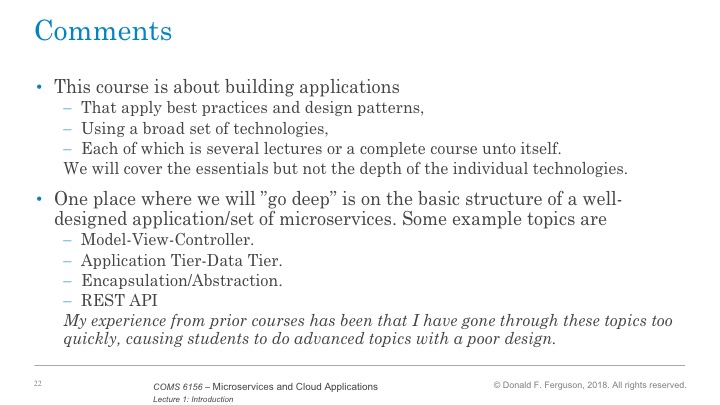 Comments
• This course is about building applications
– That apply best practices and design patterns,
– Using a broad set of technologies,
– Each of which is several lectures or a complete course unto itself.
We will cover the essentials but not the depth of the individual technologies.
• One place where we will ”go deep” is on the basic structure of a well-
designed application/set of microservices. Some example topics are
– Model-View-Controller.
– Application Tier-Data Tier.
– Encapsulation/Abstraction.
– REST API
My experience from prior courses has been that I have gone through these topics too
quickly, causing students to do advanced topics with a poor design.
22
COMS 6156 – Microservices and Cloud Applications
Lecture 1: Introduction
© Donald F. Ferguson, 2018. All rights reserved.